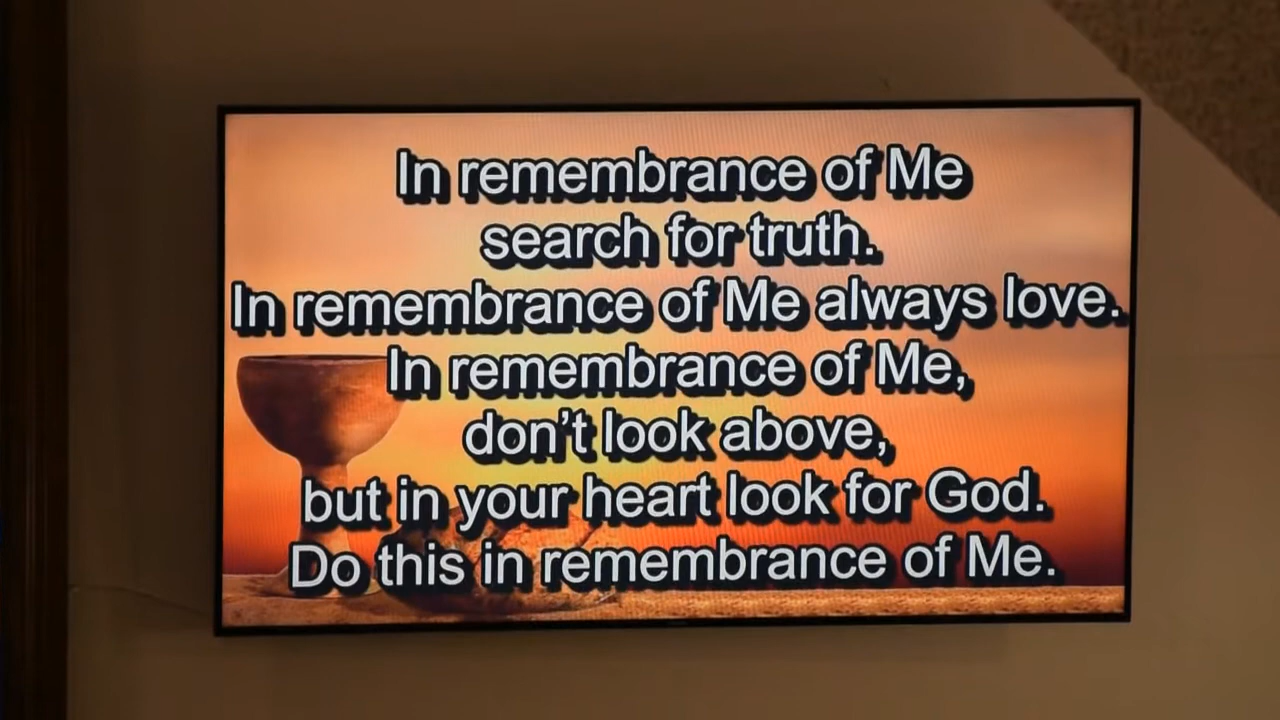 In remembrance of Me
search for truth.
In remembrance of Me always love.
In remembrance of Me,
don't look above,
but in your heart look for God.
Do this in remembrance of Me.